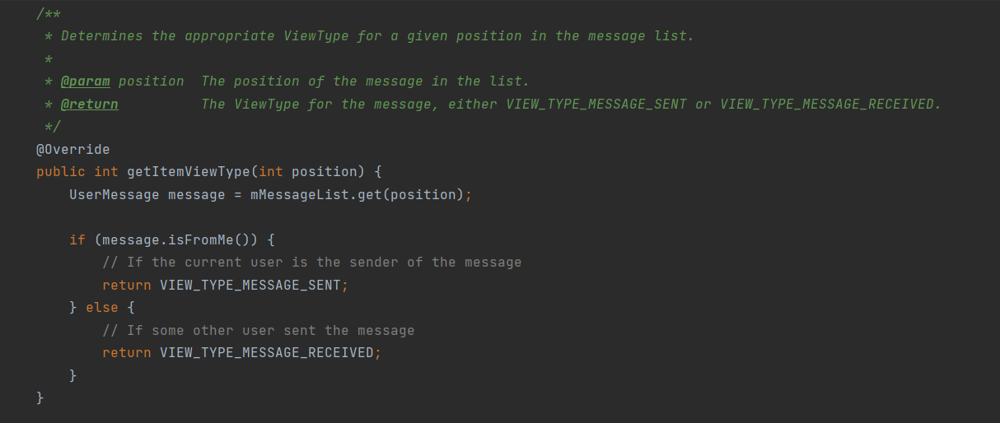 /**
 * Determines the appropriate ViewType for a given position in the message list.
 *
 * @param position  The position of the message in the list.
 * @return          The ViewType for the message, either VIEW_TYPE_MESSAGE_SENT or VIEW_TYPE_MESSAGE_RECEIVED.
 */
@Override
public int getItemViewType(int position) {
    UserMessage message = mMessageList.get(position);

    if (message.isFromMe()) {
        // If the current user is the sender of the message
        return VIEW_TYPE_MESSAGE_SENT;
    } else {
        // If some other user sent the message
        return VIEW_TYPE_MESSAGE_RECEIVED;
    }
}